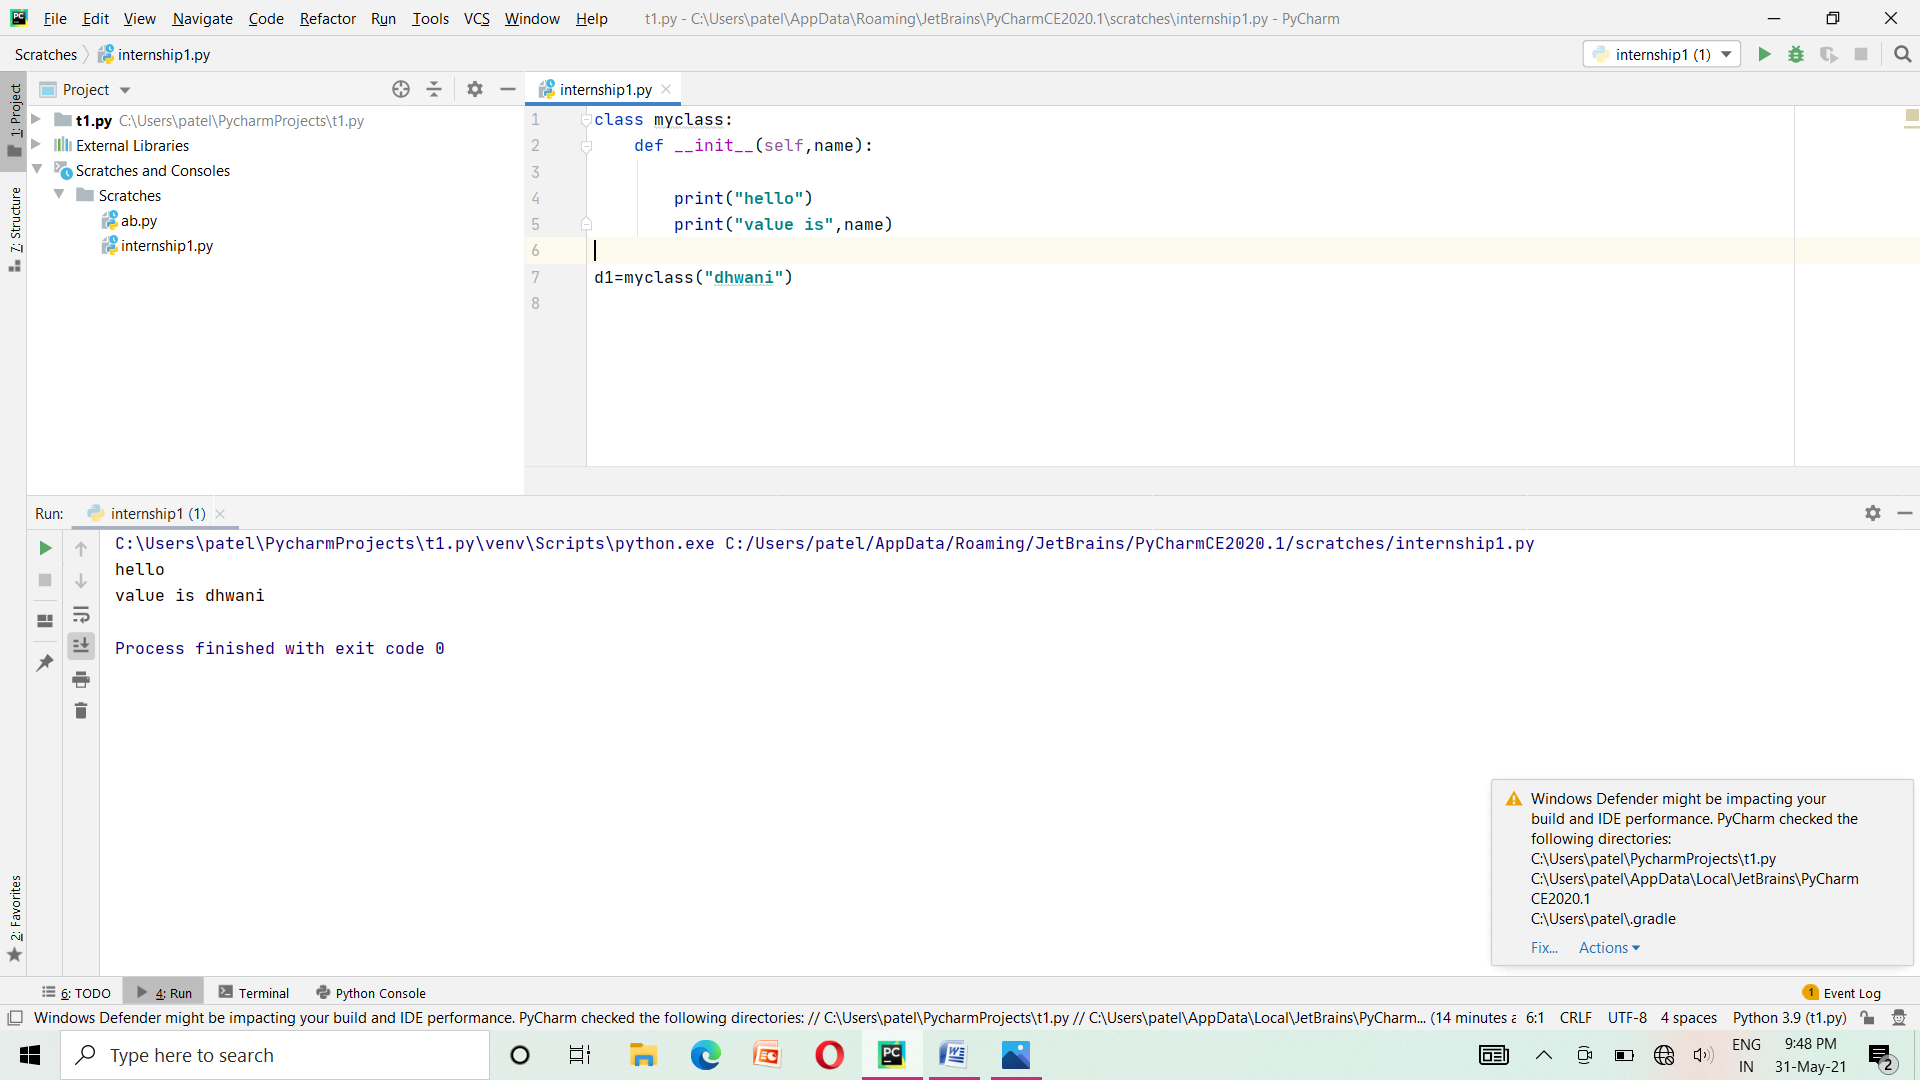 File Edit View Navigate Code Refactor Run Tools VCS Window Help t1.py - C:\Users\patel\AppData\Roaming\JetBrains\PyCharmCE2020.1\scratches\internship1.py - PyCharm
Scratches internship1.py internship1 (1)
1: Project
7: Structure
2: Favorites
Project
t1.py C:\Users\patel\PycharmProjects\t1.py
External Libraries
Scratches and Consoles
Scratches
ab.py
internship1.py
internship1.py
1 class myclass:
2 def __init__(self,name):
3
4 print("hello")
5 print("value is",name)
6
7 d1=myclass("dhwani")
8
Run: internship1 (1)
C:\Users\patel\PycharmProjects\t1.py\venv\Scripts\python.exe C:/Users/patel/AppData/Roaming/JetBrains/PyCharmCE2020.1/scratches/internship1.py
hello
value is dhwani
Process finished with exit code 0
Windows Defender might be impacting your
build and IDE performance. PyCharm checked the
following directories:
C:\Users\patel\PycharmProjects\t1.py
C:\Users\patel\AppData\Local\JetBrains\PyCharm
CE2020.1
C:\Users\patel\.gradle
Fix... Actions
6: TODO 4: Run Terminal Python Console 1 Event Log
Windows Defender might be impacting your build and IDE performance. PyCharm checked the following directories: // C:\Users\patel\PycharmProjects\t1.py // C:\Users\patel\AppData\Local\JetBrains\PyCharm... (14 minutes a 6:1 CRLF UTF-8 4 spaces Python 3.9 (t1.py)
Type here to search
ENG
IN
9:48 PM
31-May-21
2